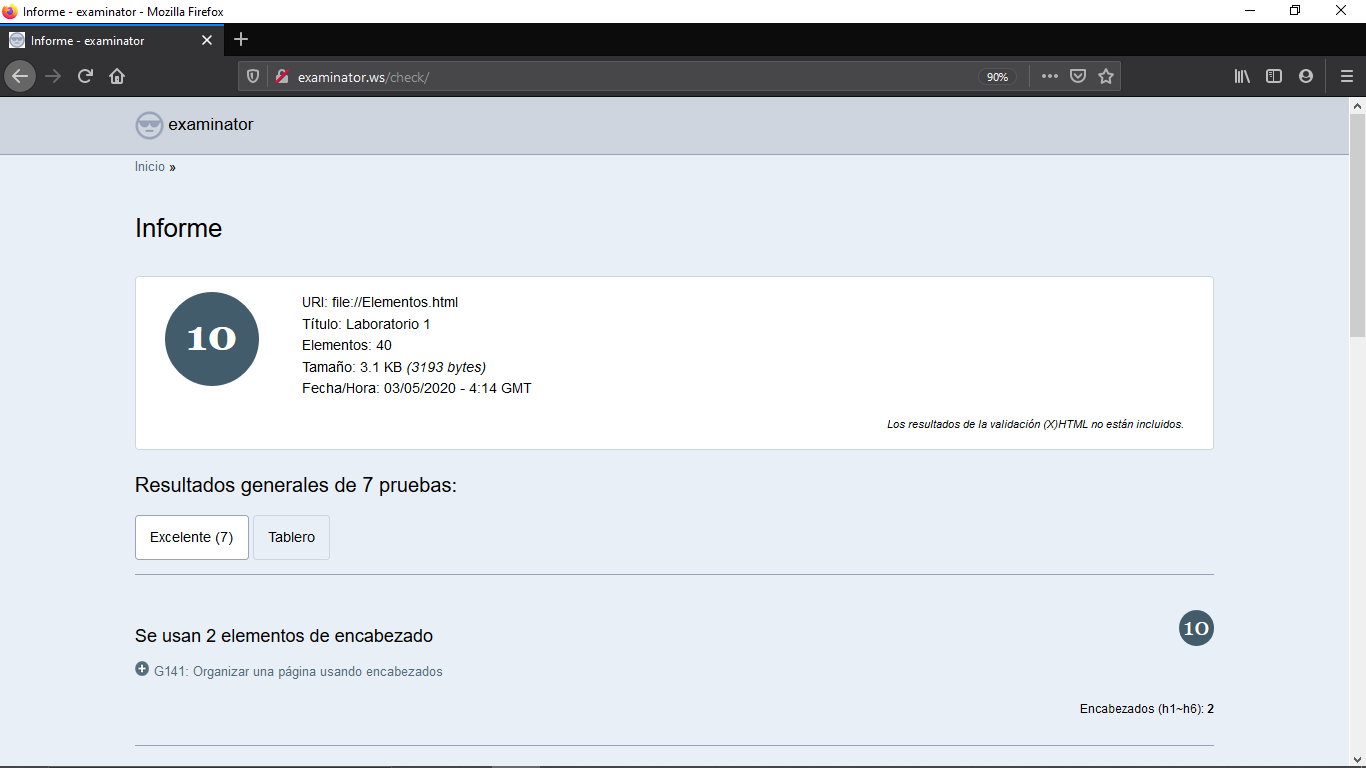 Informe - examinator - Mozilla Firefox
Informe - examinator
examinator.ws/check/
90%
examinator
Inicio »
Informe
10
URI: file://Elementos.html
Título: Laboratorio 1
Elementos: 40
Tamaño: 3.1 KB (3193 bytes)
Fecha/Hora: 03/05/2020 - 4:14 GMT
Los resultados de la validación (X)HTML no están incluidos.
Resultados generales de 7 pruebas:
Excelente (7)
Tablero
Se usan 2 elementos de encabezado
10
G141: Organizar una página usando encabezados
Encabezados (h1~h6): 2